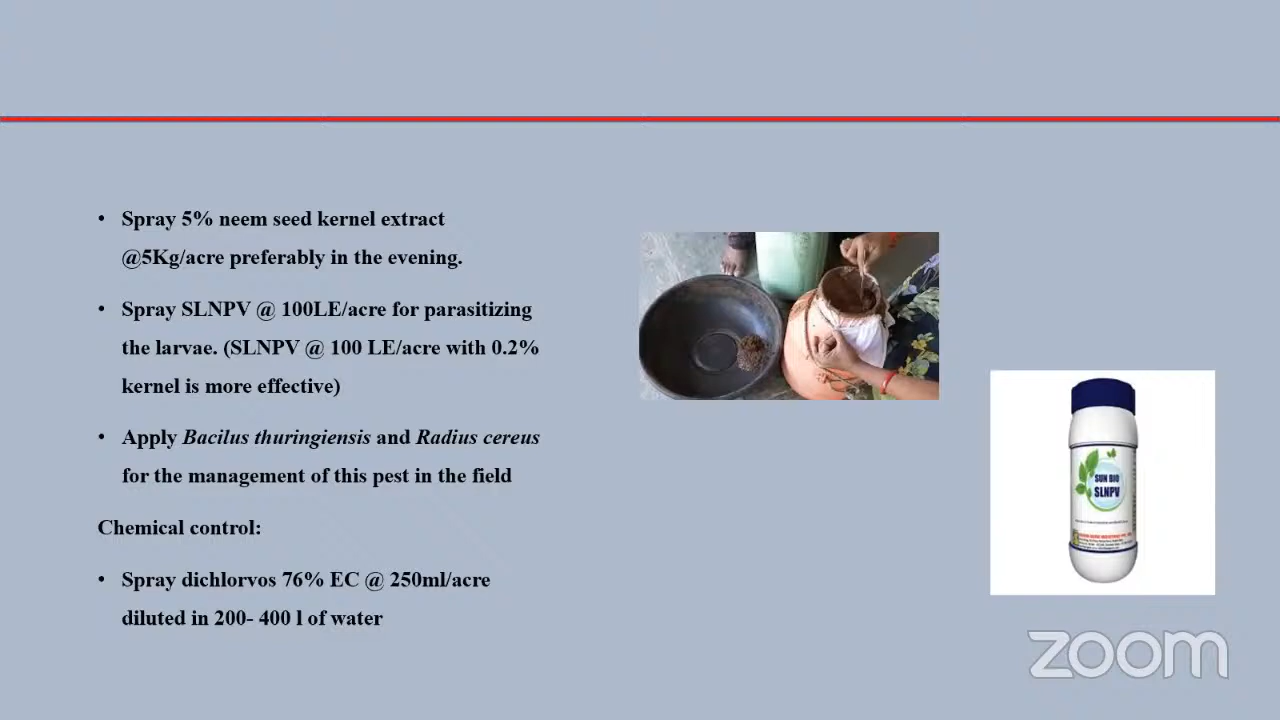 • Spray 5% neem seed kernel extract
@5Kg/acre preferably in the evening.
• Spray SLNPV @ 100LE/acre for parasitizing
the larvae. (SLNPV @ 100 LE/acre with 0.2%
kernel is more effective)
• Apply Bacilus thuringiensis and Radius cereus
for the management of this pest in the field
Chemical control:
• Spray dichlorvos 76% EC @ 250ml/acre
diluted in 200- 400 l of water
SUN BIO
SLNPV
zoom